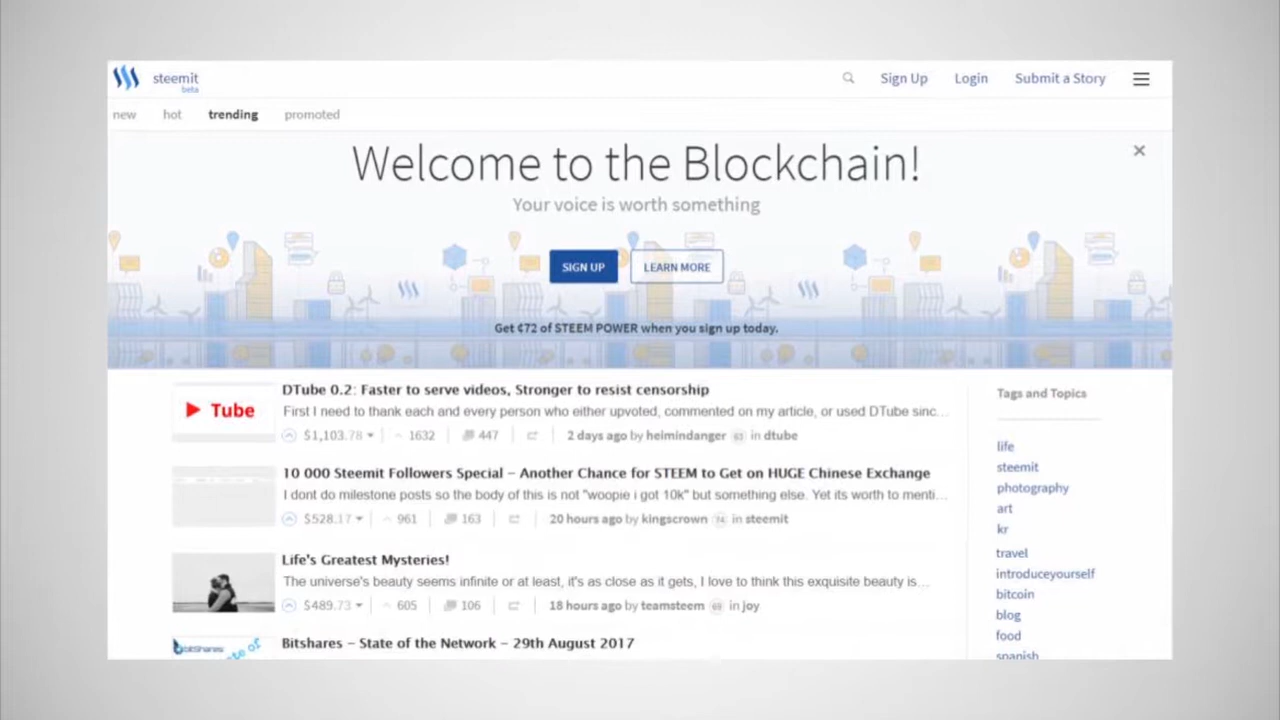 steemit
beta
Sign Up
Login
Submit a Story
new
hot
trending
promoted
Welcome to the Blockchain!
Your voice is worth something
SIGN UP
LEARN MORE
Get ¢72 of STEEM POWER when you sign up today.
Tube
DTube 0.2: Faster to serve videos, Stronger to resist censorship
First I need to thank each and every person who either upvoted, commented on my article, or used DTube sinc...
$1,103.78 1632 447 2 days ago by heimindanger 63 in dtube
10 000 Steemit Followers Special – Another Chance for STEEM to Get on HUGE Chinese Exchange
I dont do milestone posts so the body of this is not "woopie i got 10k" but something else. Yet its worth to menti...
$528.17 961 163 20 hours ago by kingscrown 74 in steemit
Life's Greatest Mysteries!
The universe's beauty seems infinite or at least, it's as close as it gets, I love to think this exquisite beauty is...
$489.73 605 106 18 hours ago by teamsteem 69 in joy
bitShares
Bitshares – State of the Network – 29th August 2017
Tags and Topics
life
steemit
photography
art
kr
travel
introduceyourself
bitcoin
blog
food
spanish